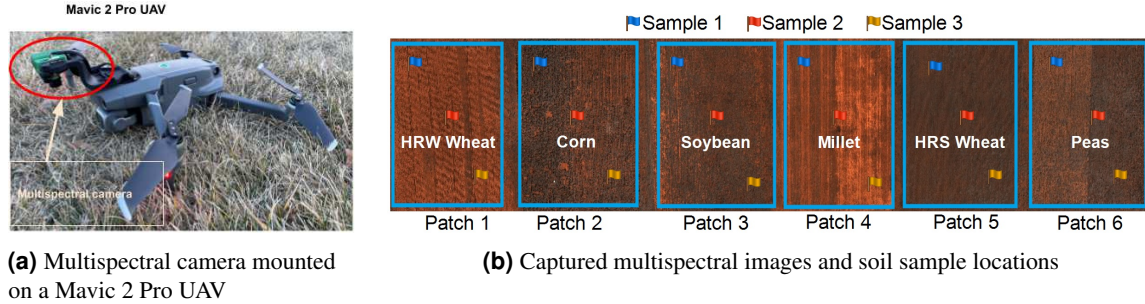 Mavic 2 Pro UAV
Multispectral camera
(a) Multispectral camera mounted
on a Mavic 2 Pro UAV
Sample 1 Sample 2 Sample 3
HRW Wheat Corn Soybean Millet HRS Wheat Peas
Patch 1 Patch 2 Patch 3 Patch 4 Patch 5 Patch 6
(b) Captured multispectral images and soil sample locations